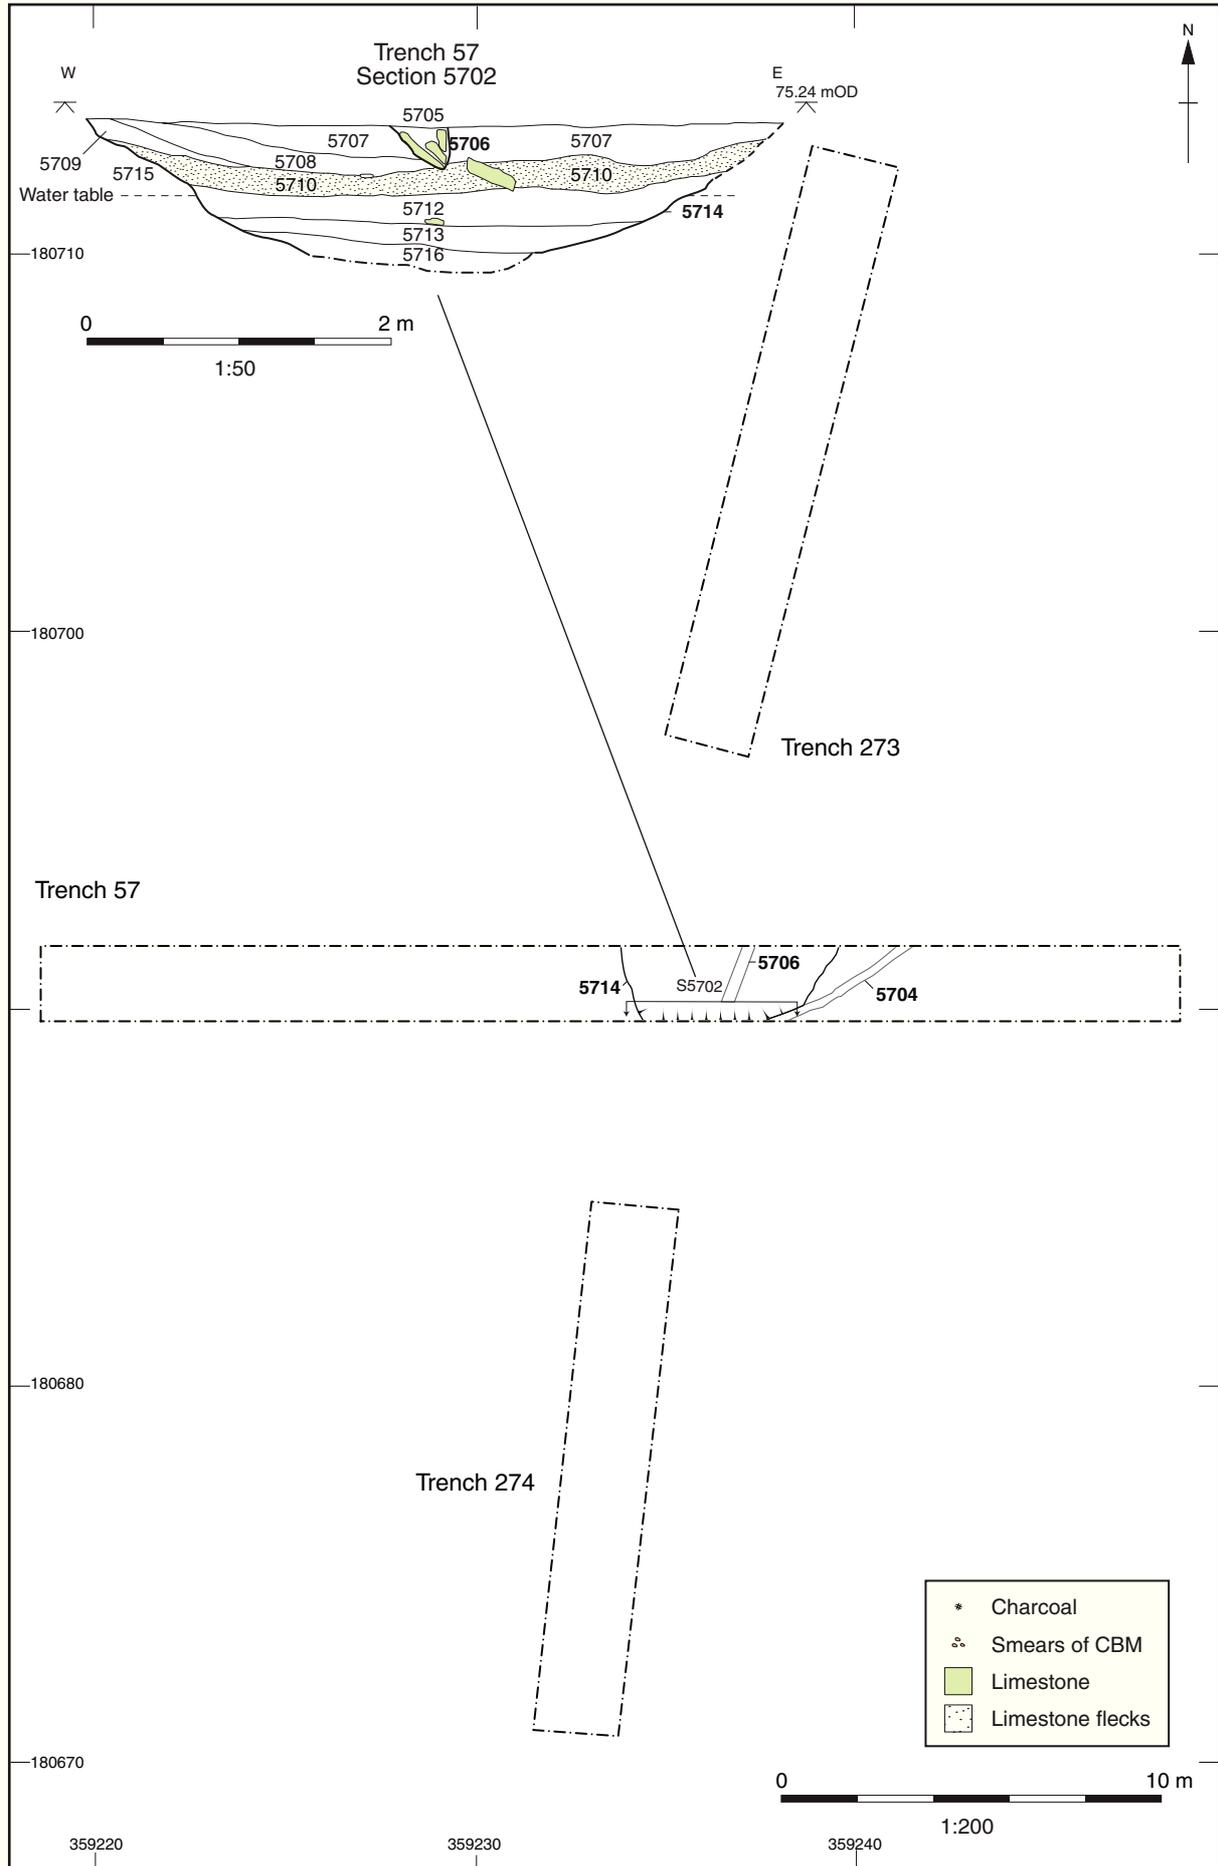 Trench 57
Section 5702
N
W
E
75.24 mOD
5705
5707
5706
5707
5709
5708
5715
5710
5710
Water table
5712
5714
5713
5716
180710
0 2 m
1:50
180700
Trench 273
Trench 57
5706
5714
S5702
5704
180680
Trench 274
Charcoal
Smears of CBM
Limestone
Limestone flecks
180670
0 10 m
1:200
359220
359230
359240